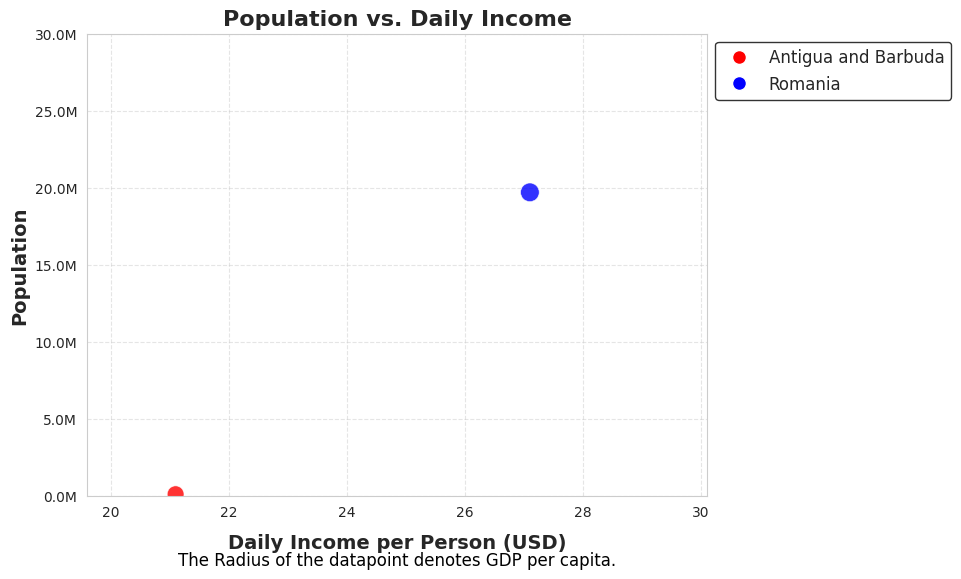 Population vs. Daily Income
30.0M
25.0M
20.0M
15.0M
10.0M
5.0M
0.0M
Population
20
22
24
26
28
30
Daily Income per Person (USD)
The Radius of the datapoint denotes GDP per capita.
Antigua and Barbuda
Romania